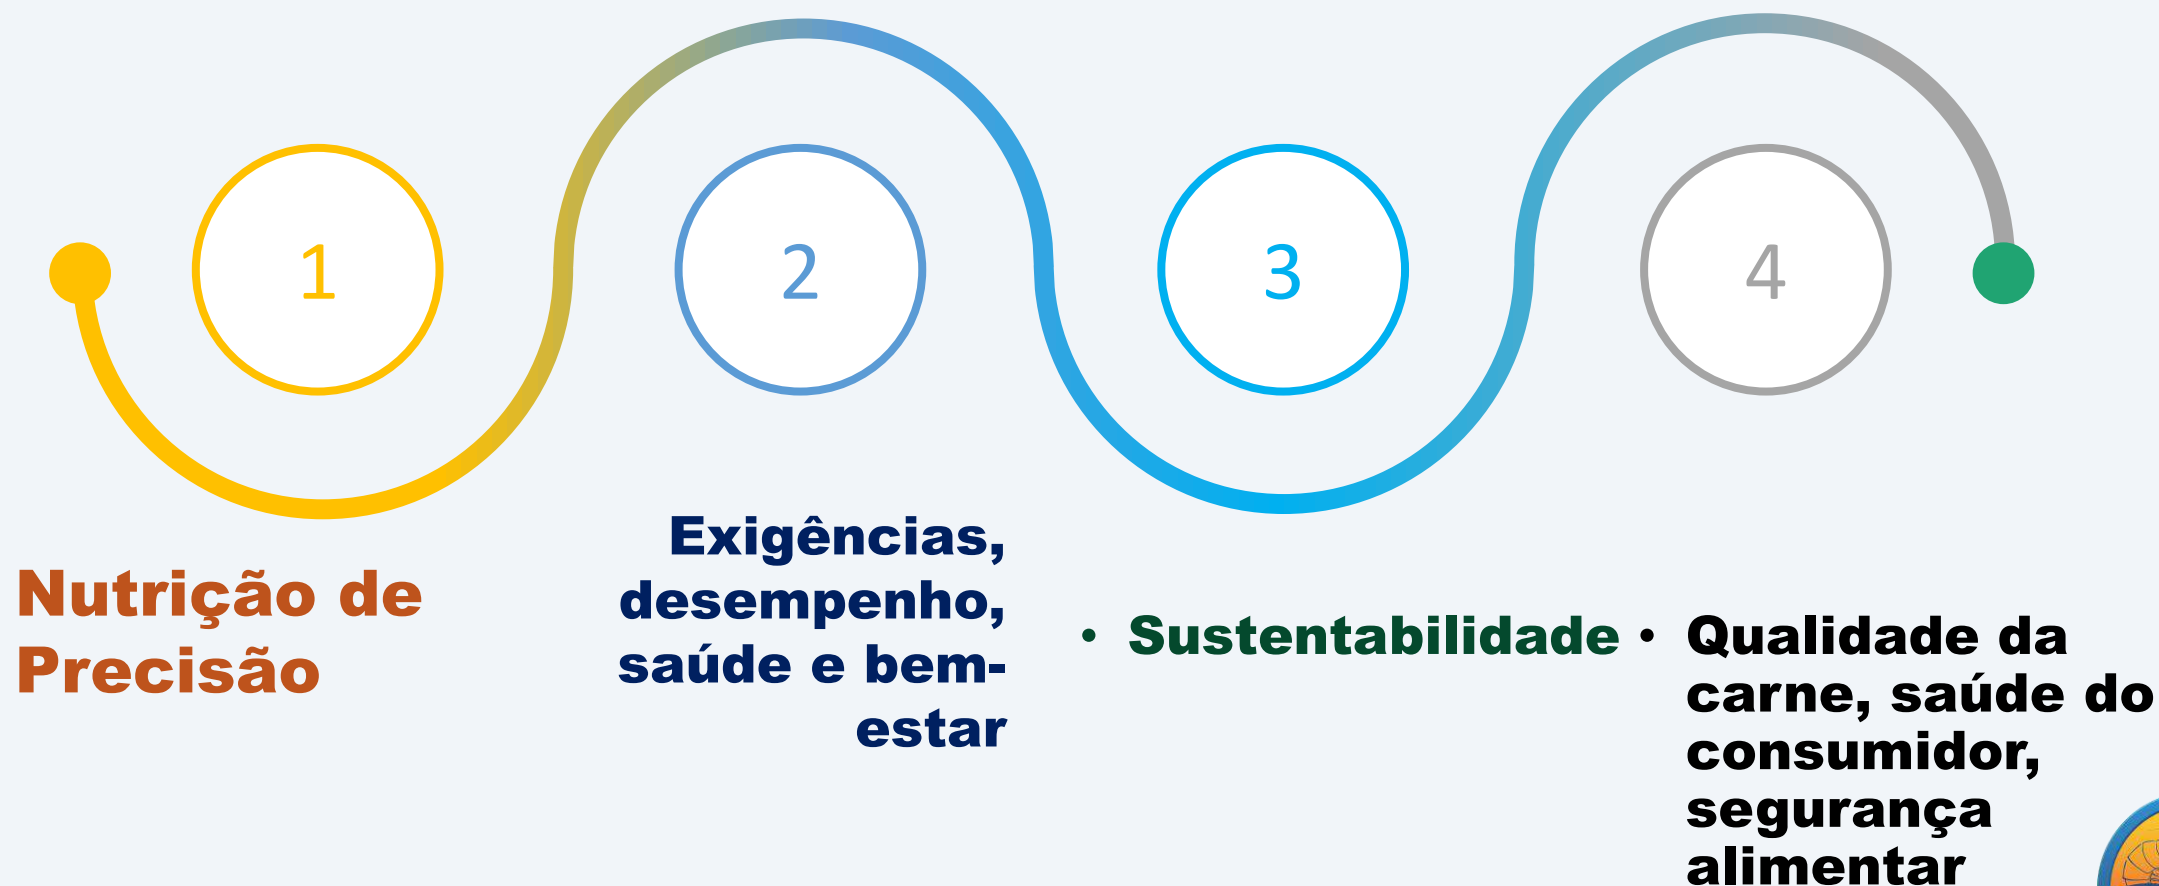 1
2
3
4
Nutrição de
Precisão
Exigências,
desempenho,
saúde e bem-
estar
• Sustentabilidade
• Qualidade da
carne, saúde do
consumidor,
segurança
alimentar